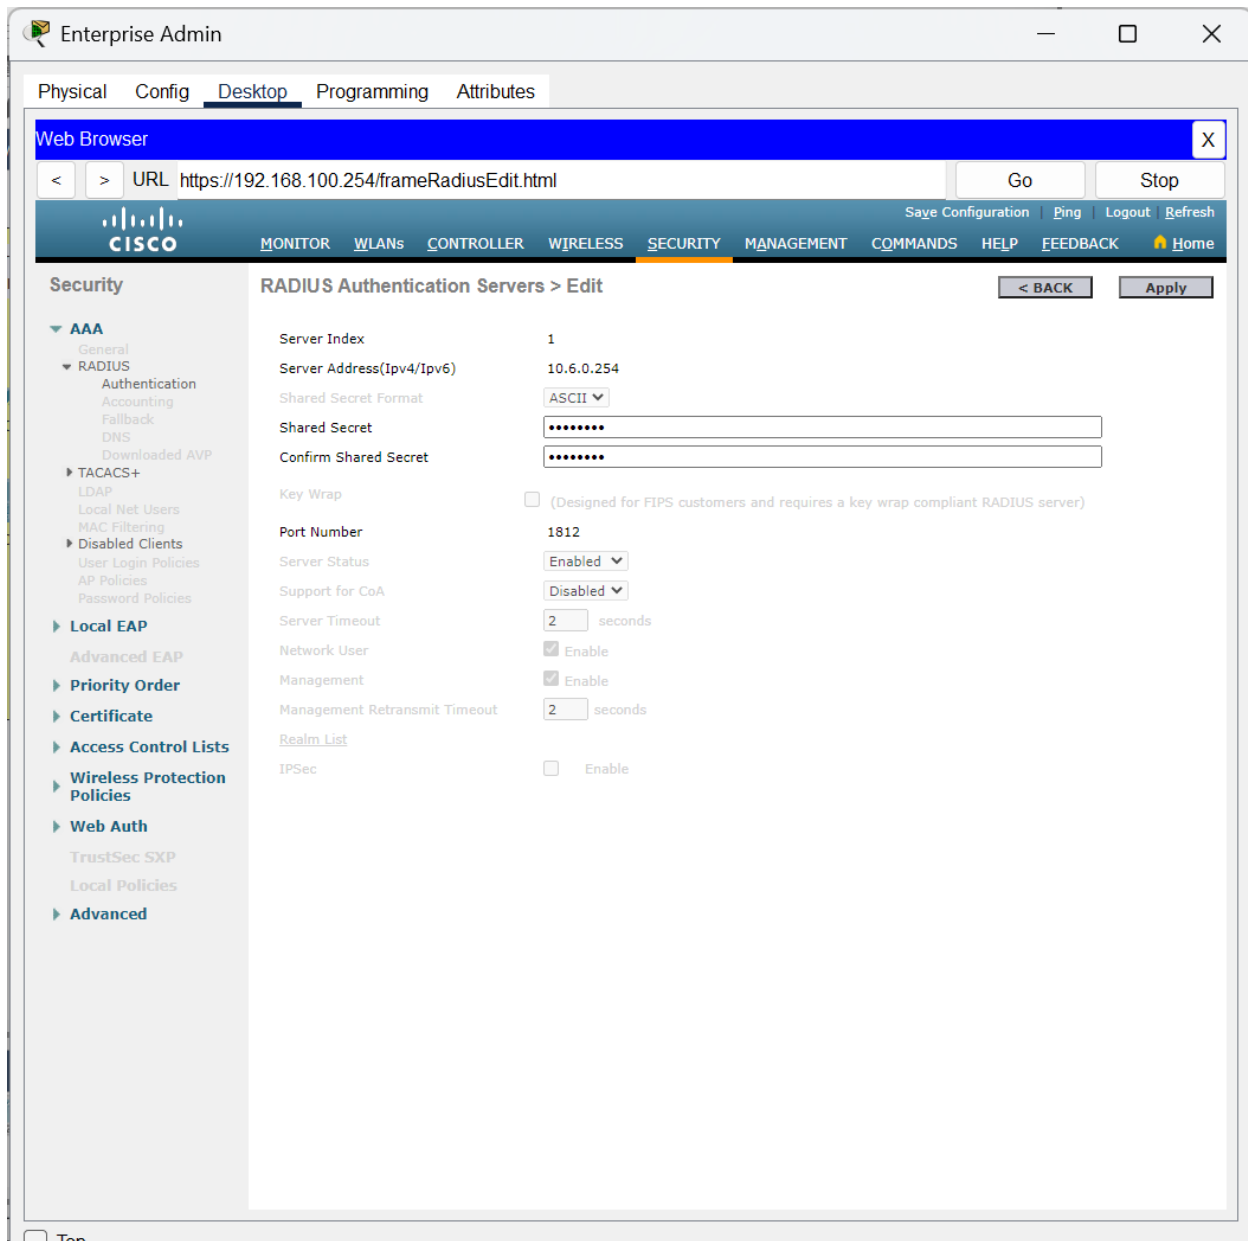 Enterprise Admin
Physical Config Desktop Programming Attributes
Web Browser X
< > URL https://192.168.100.254/frameRadiusEdit.html Go Stop
Save Configuration | Ping | Logout | Refresh
CISCO MONITOR WLANs CONTROLLER WIRELESS SECURITY MANAGEMENT COMMANDS HELP FEEDBACK Home
Security
AAA
General
RADIUS
Authentication
Accounting
Fallback
DNS
Downloaded AVP
TACACS+
LDAP
Local Net Users
MAC Filtering
Disabled Clients
User Login Policies
AP Policies
Password Policies
Local EAP
Advanced EAP
Priority Order
Certificate
Access Control Lists
Wireless Protection
Policies
Web Auth
TrustSec SXP
Local Policies
Advanced
RADIUS Authentication Servers > Edit < BACK Apply
Server Index 1
Server Address(Ipv4/Ipv6) 10.6.0.254
Shared Secret Format ASCII
Shared Secret ••••••••
Confirm Shared Secret ••••••••
Key Wrap (Designed for FIPS customers and requires a key wrap compliant RADIUS server)
Port Number 1812
Server Status Enabled
Support for CoA Disabled
Server Timeout 2 seconds
Network User Enable
Management Enable
Management Retransmit Timeout 2 seconds
Realm List
IPSec Enable
Top